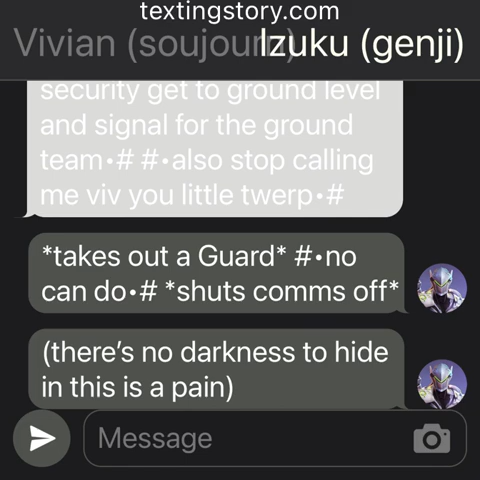 textingstory.com
Vivian (soujourn) Izuku (genji)
security get to ground level
and signal for the ground
team•# #•also stop calling
me viv you little twerp•#
*takes out a Guard* #•no
can do•# *shuts comms off*
(there's no darkness to hide
in this is a pain)
Message